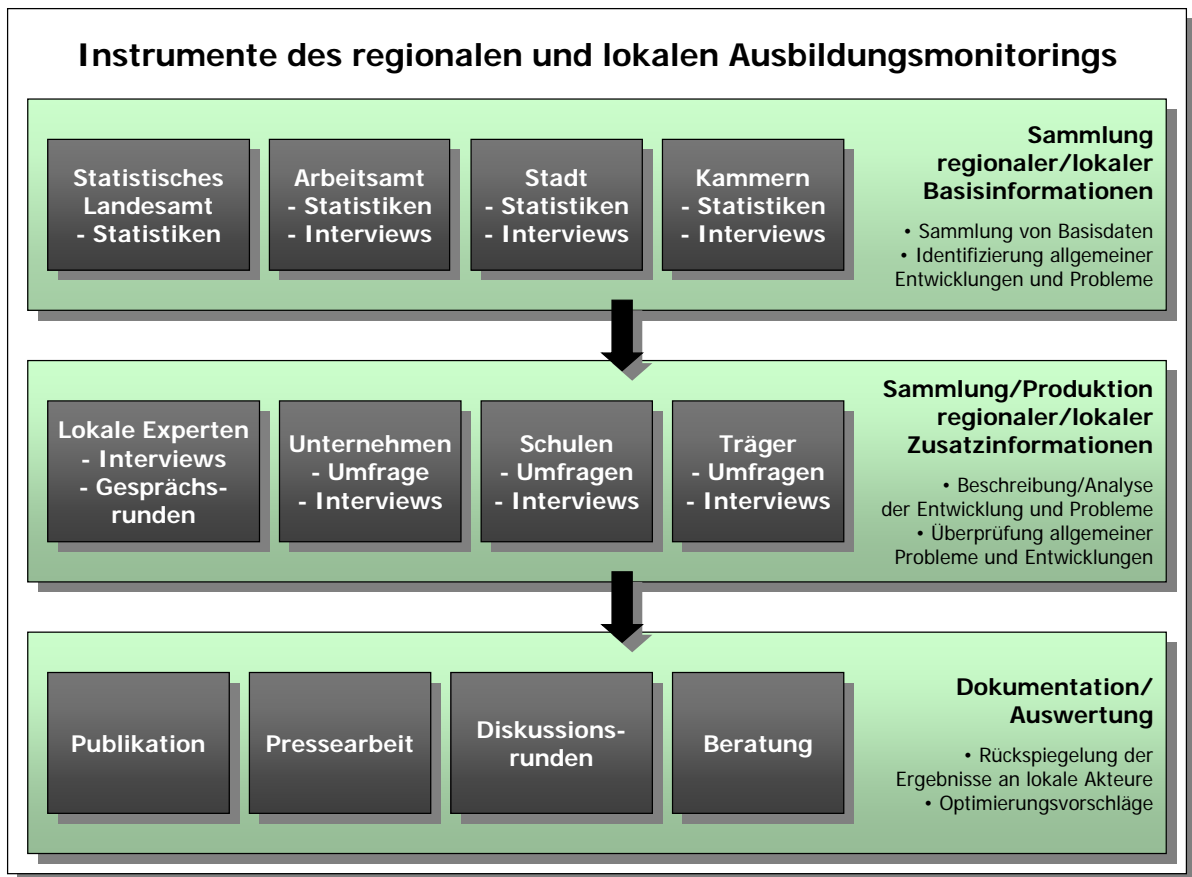 Instrumente des regionalen und lokalen Ausbildungsmonitorings
Statistisches
Landesamt
- Statistiken
Arbeitsamt
- Statistiken
- Interviews
Stadt
- Statistiken
- Interviews
Kammern
- Statistiken
- Interviews
Sammlung
regionaler/lokaler
Basisinformationen
• Sammlung von Basisdaten
• Identifizierung allgemeiner
Entwicklungen und Probleme
Lokale Experten
- Interviews
- Gesprächs-
runden
Unternehmen
- Umfrage
- Interviews
Schulen
- Umfragen
- Interviews
Träger
- Umfragen
- Interviews
Sammlung/Produktion
regionaler/lokaler
Zusatzinformationen
• Beschreibung/Analyse
der Entwicklung und Probleme
• Überprüfung allgemeiner
Probleme und Entwicklungen
Publikation
Pressearbeit
Diskussions-
runden
Beratung
Dokumentation/
Auswertung
• Rückspiegelung der
Ergebnisse an lokale Akteure
• Optimierungsvorschläge